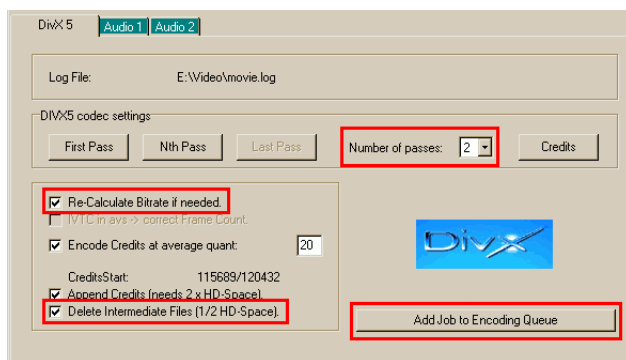 DivX 5 Audio 1 Audio 2
Log File: E:\Video\movie.log
DIVX5 codec settings
First Pass Nth Pass Last Pass Number of passes: 2 Credits
Re-Calculate Bitrate if needed.
IVTC in avs -> correct Frame Count.
Encode Credits at average quant: 20
CreditsStart: 115689/120432
Append Credits (needs 2 x HD-Space).
Delete Intermediate Files (1/2 HD-Space).
DivX
Add Job to Encoding Queue